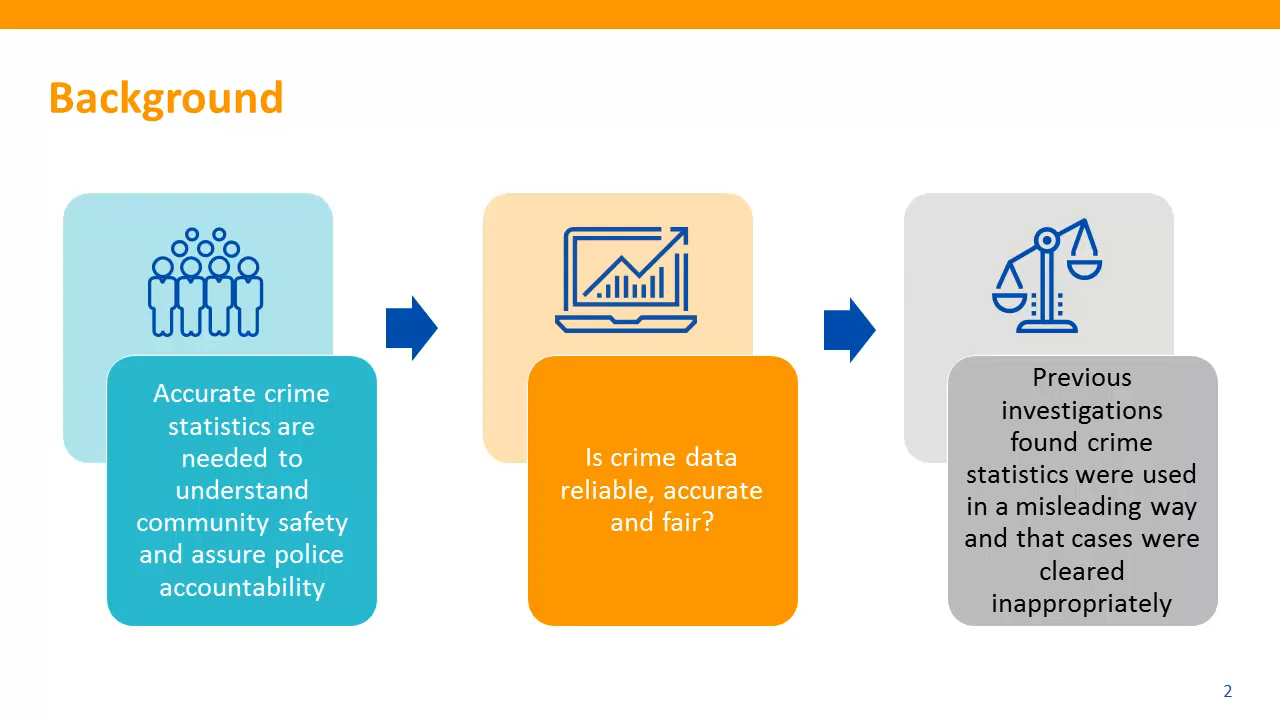 Background
Accurate crime
statistics are
needed to
understand
community safety
and assure police
accountability
Is crime data
reliable, accurate
and fair?
Previous
investigations
found crime
statistics were used
in a misleading way
and that cases were
cleared
inappropriately
2